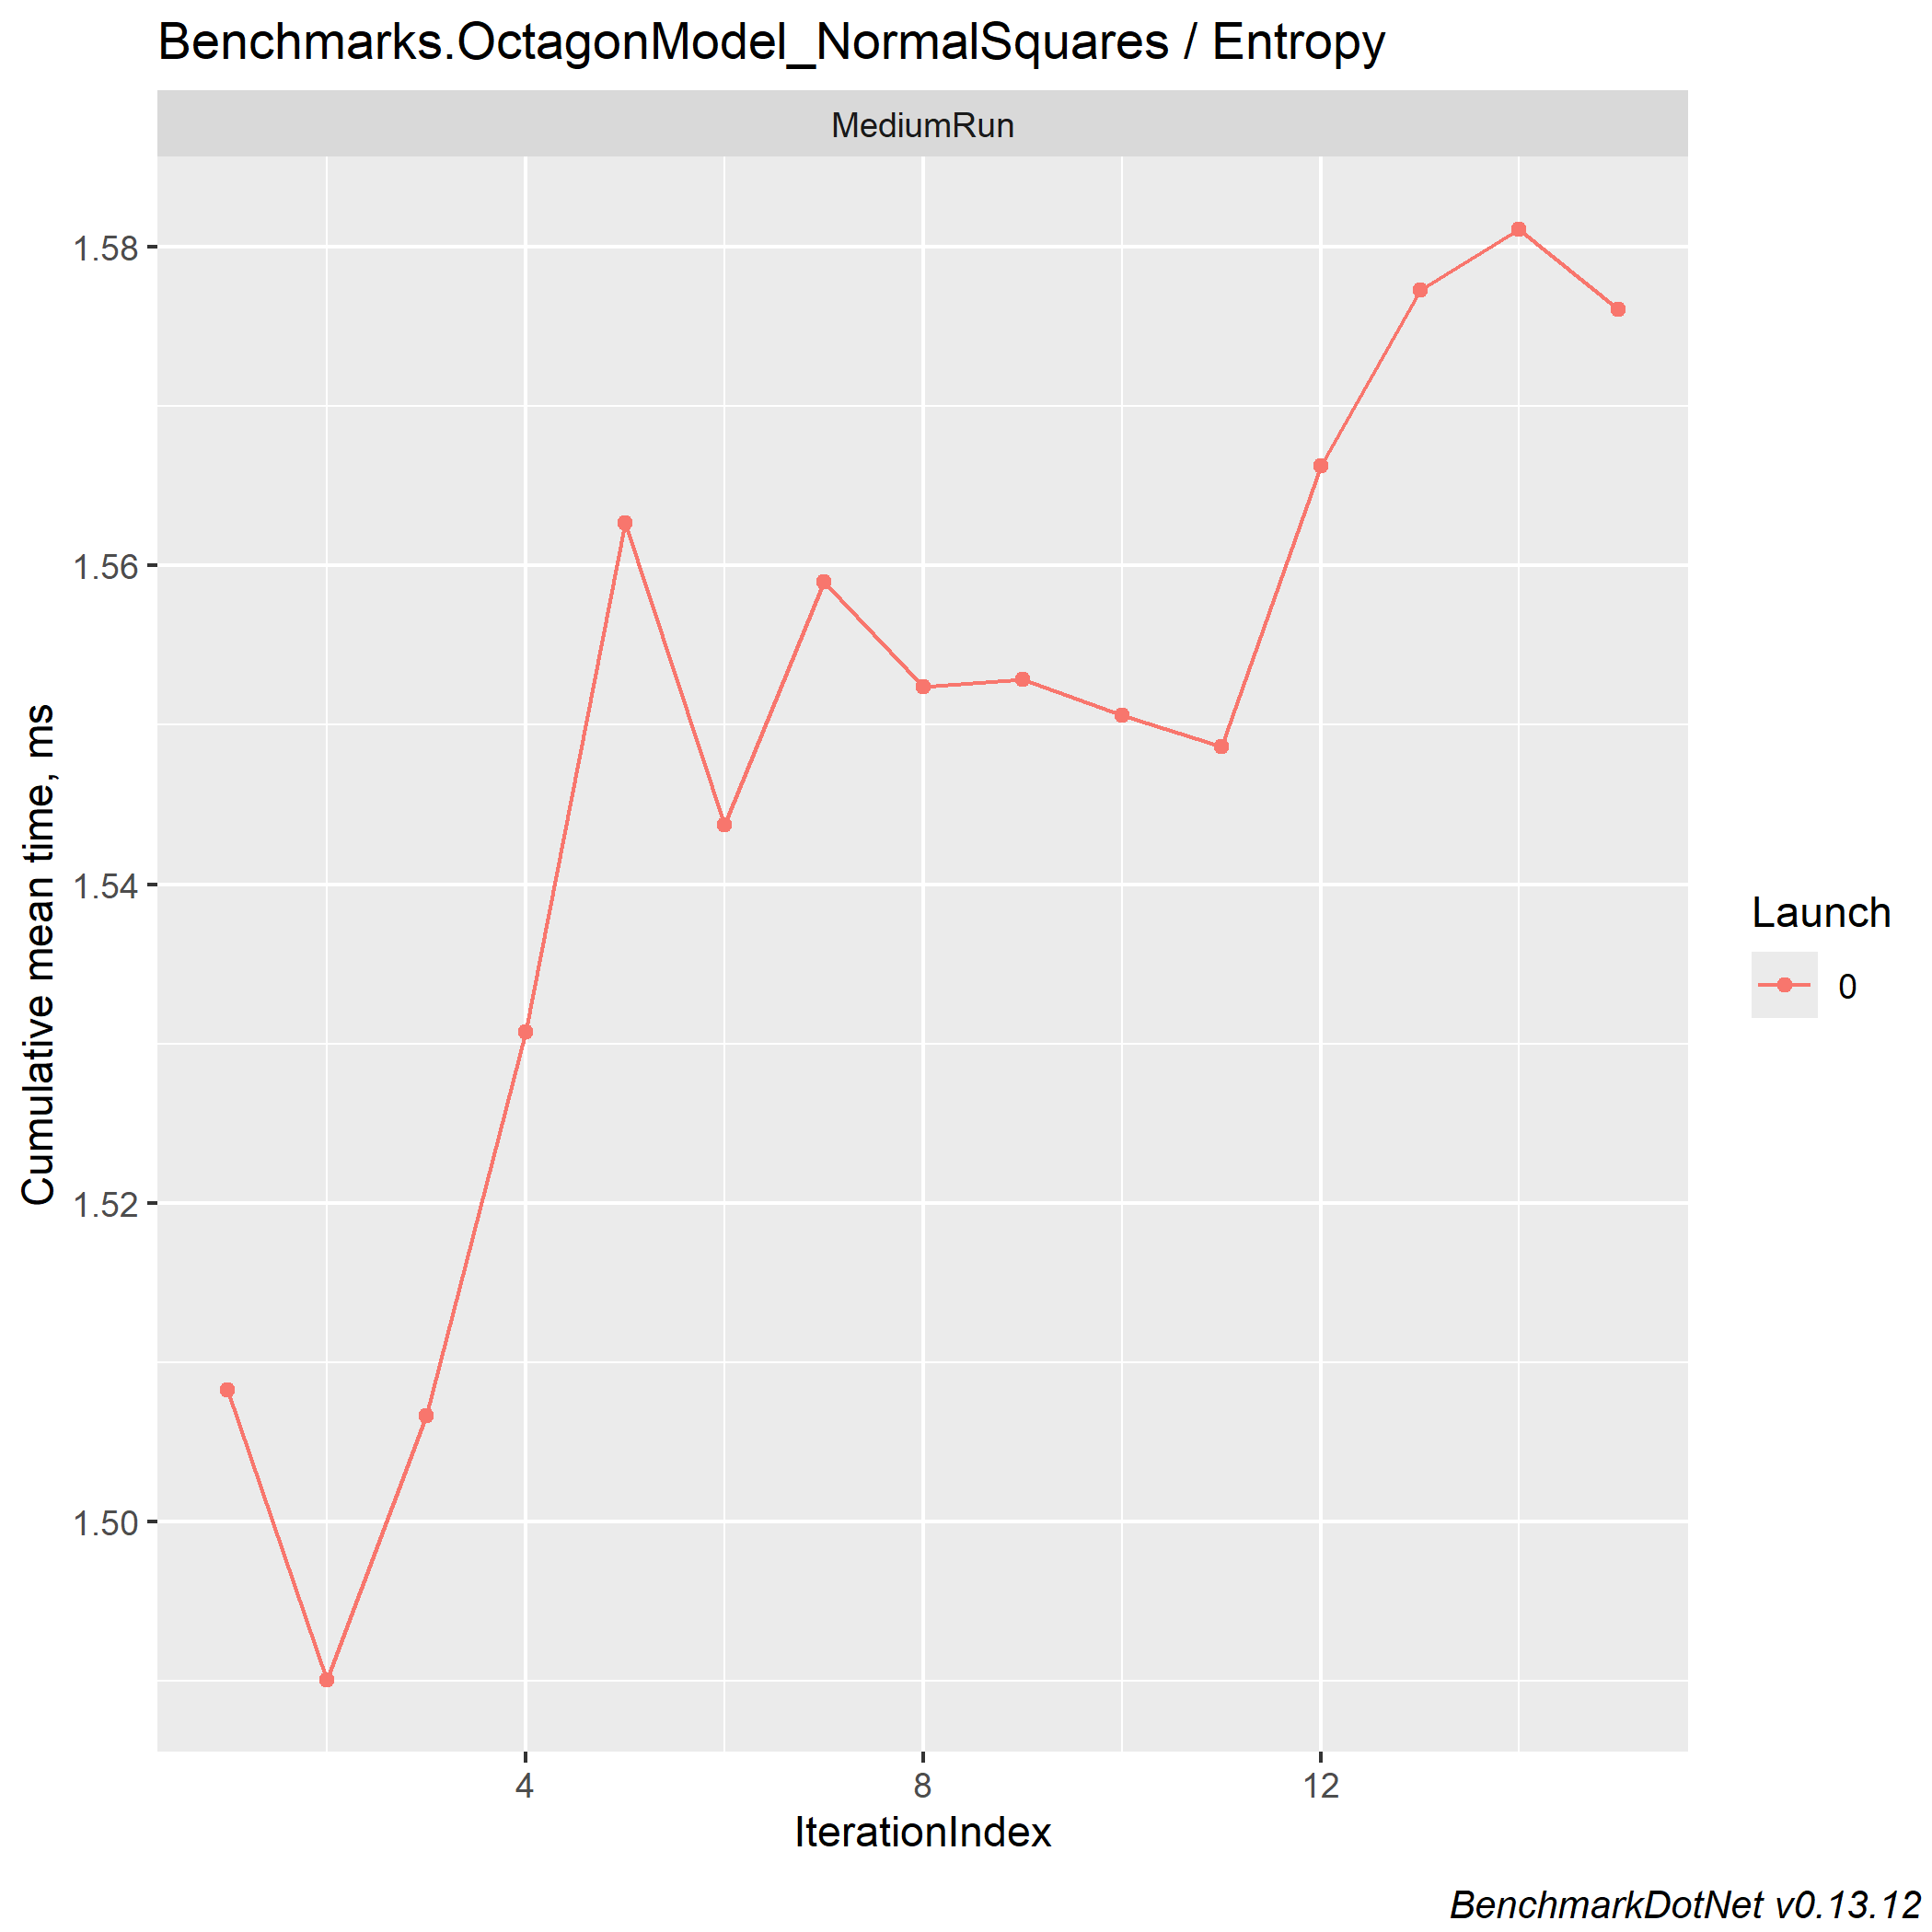 Benchmarks.OctagonModel_NormalSquares / Entropy
MediumRun
1.58
1.56
1.54
1.52
1.50
Cumulative mean time, ms
4
8
12
IterationIndex
Launch
0
BenchmarkDotNet v0.13.12